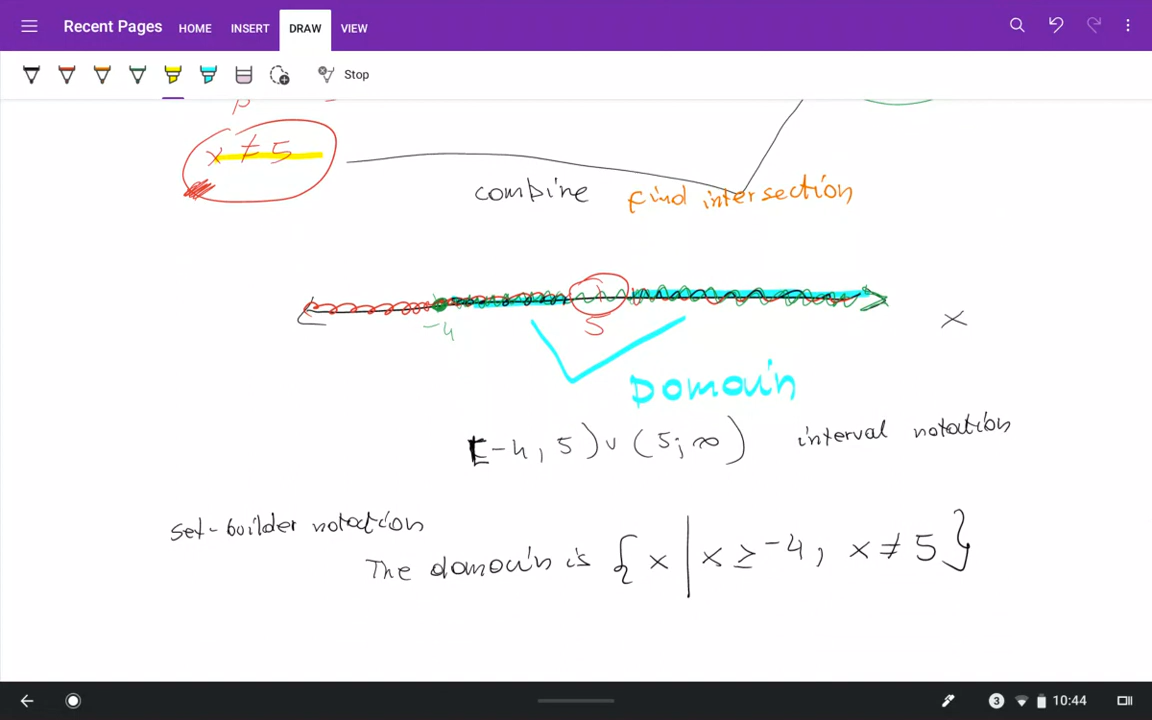 Recent Pages HOME INSERT DRAW VIEW
Stop
x ≠ 5
combine find intersection
-4 5 x
Domain
[-4, 5) ∪ (5; ∞) interval notation
set-builder notation
The domain is { x | x ≥ -4, x ≠ 5 }
3 10:44